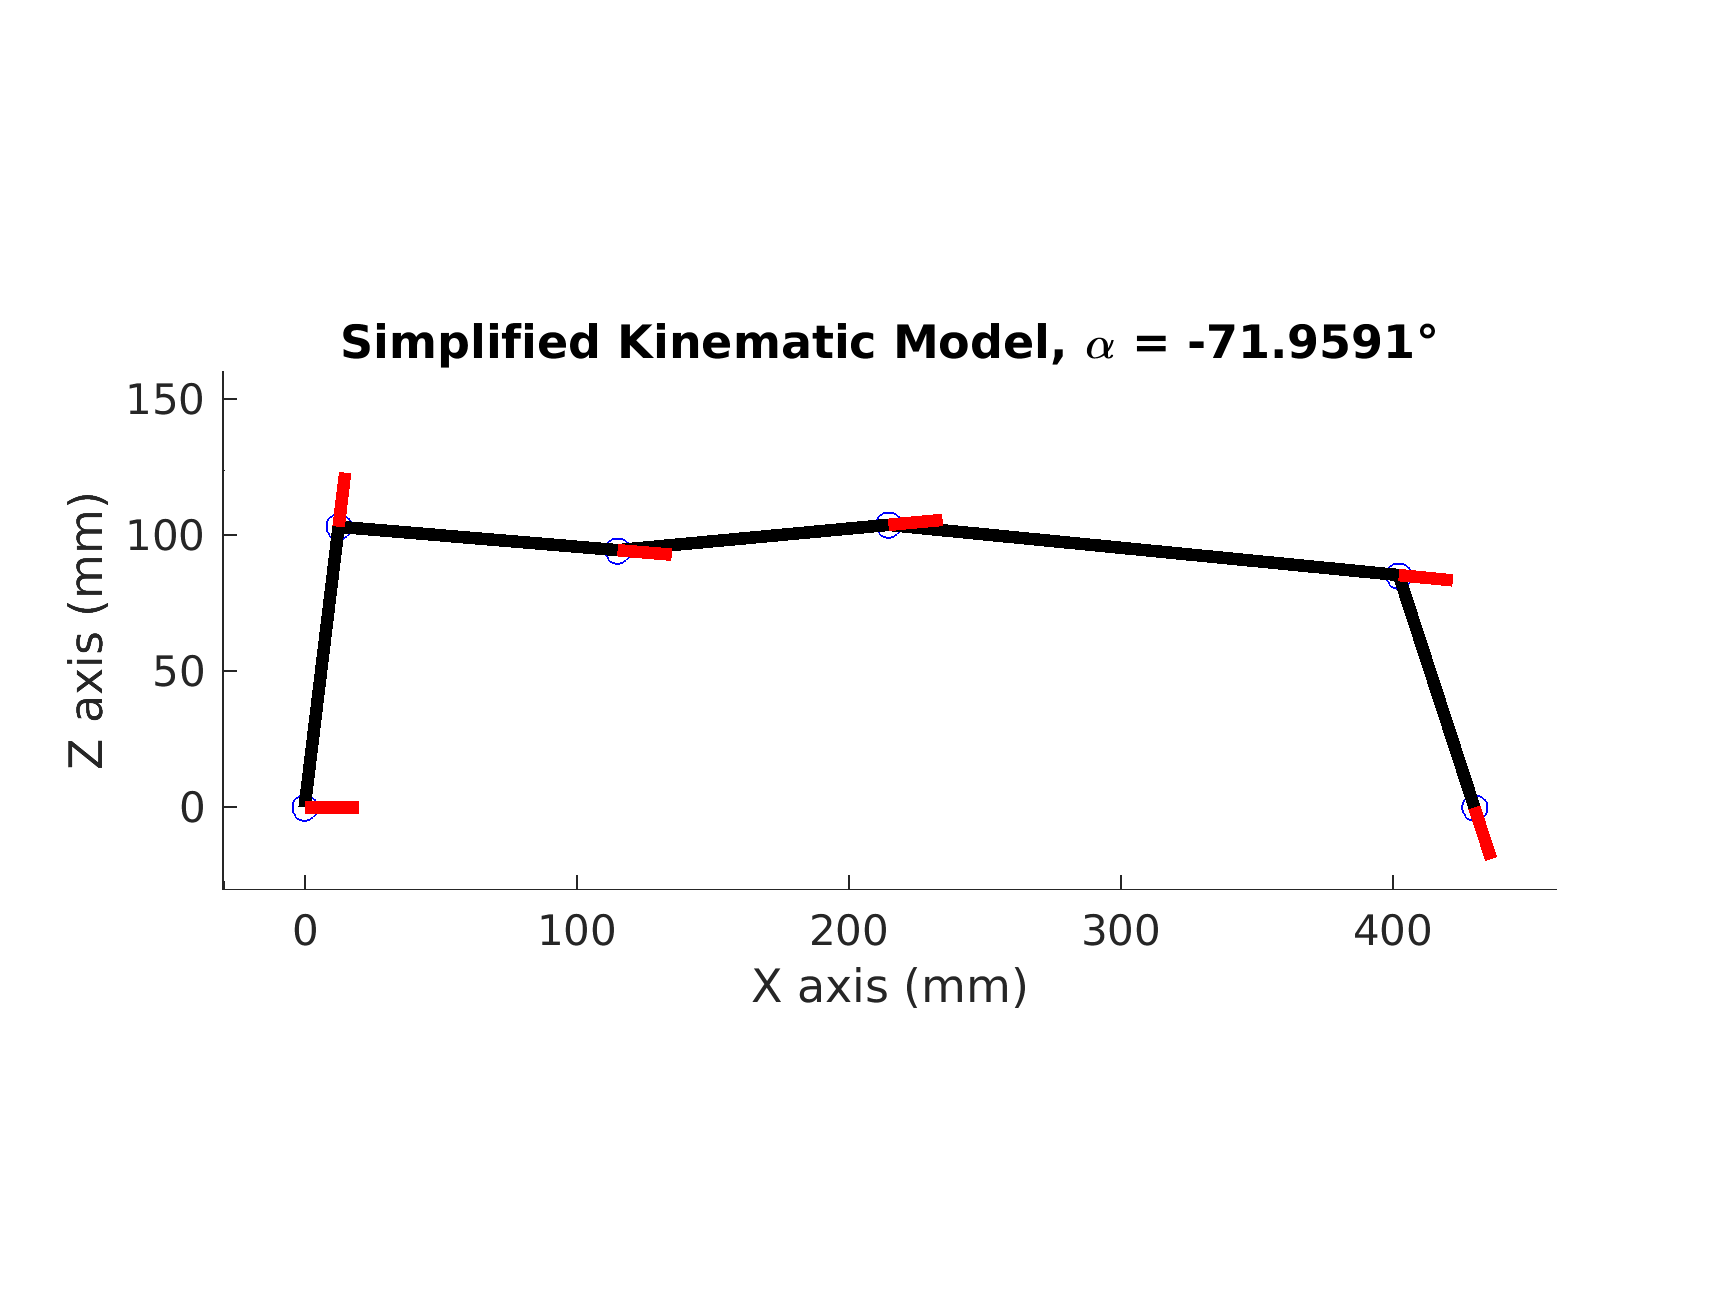 Simplified Kinematic Model, α = -71.9591°
150
100
50
0
Z axis (mm)
0 100 200 300 400
X axis (mm)